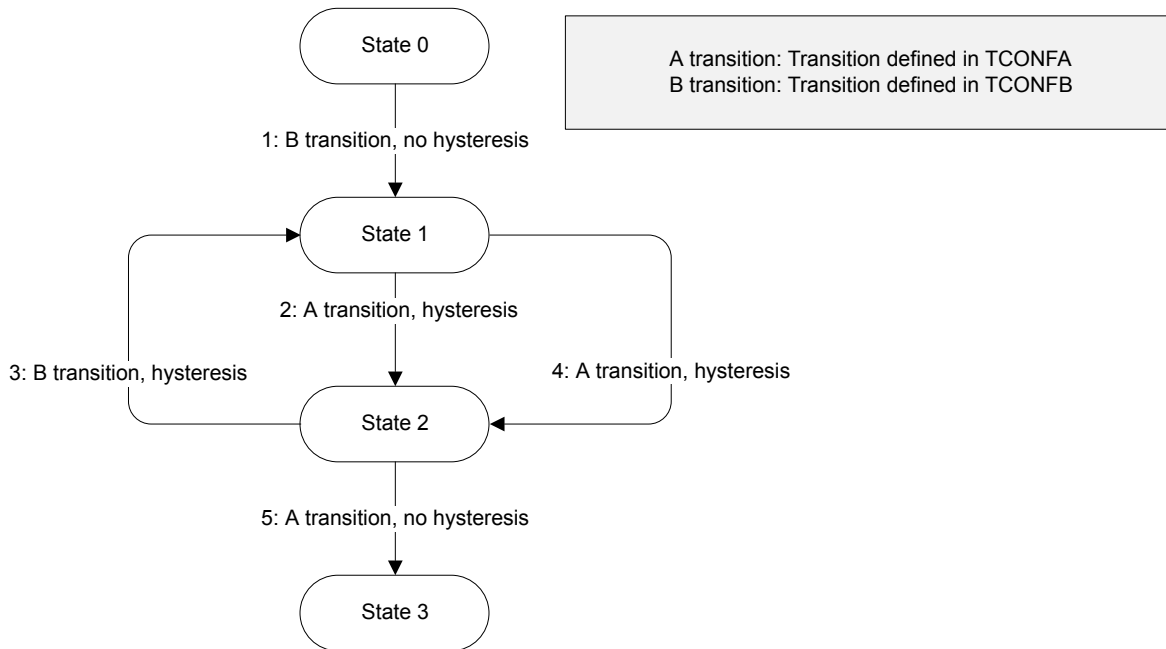 State 0
A transition: Transition defined in TCONFA
B transition: Transition defined in TCONFB
1: B transition, no hysteresis
State 1
2: A transition, hysteresis
3: B transition, hysteresis
4: A transition, hysteresis
State 2
5: A transition, no hysteresis
State 3